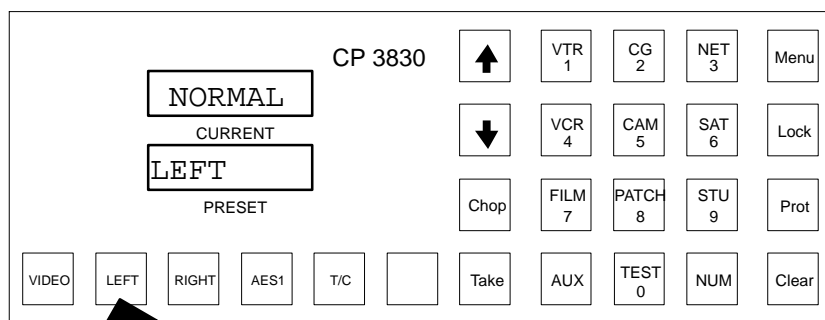 CP 3830
NORMAL
CURRENT
LEFT
PRESET
VTR 1
CG 2
NET 3
Menu
VCR 4
CAM 5
SAT 6
Lock
Chop
FILM 7
PATCH 8
STU 9
Prot
VIDEO
LEFT
RIGHT
AES1
T/C
Take
AUX
TEST 0
NUM
Clear